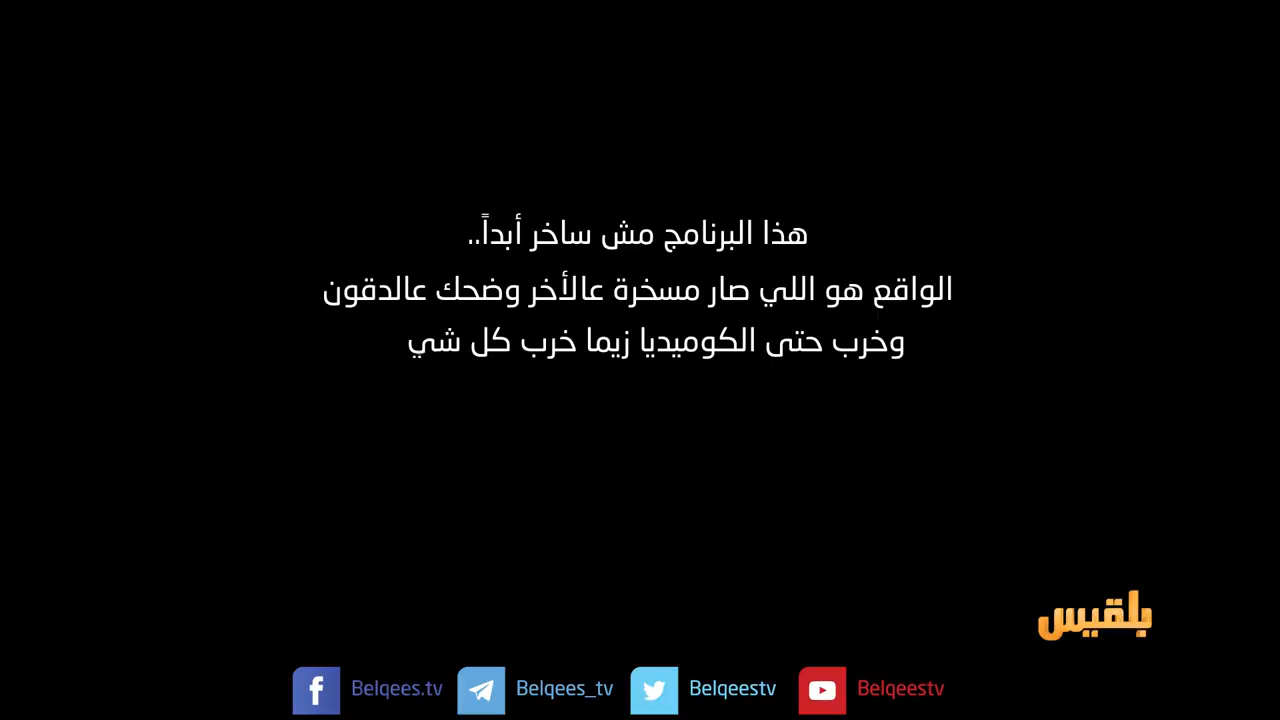 هذا البرنامج مش ساخر أبداً..
الواقع هو اللي صار مسخرة عالأخر وضحك عالدقون
وخرب حتى الكوميديا زيما خرب كل شي
بلقيس
Belqees.tv Belqees_tv Belqeestv Belqeestv